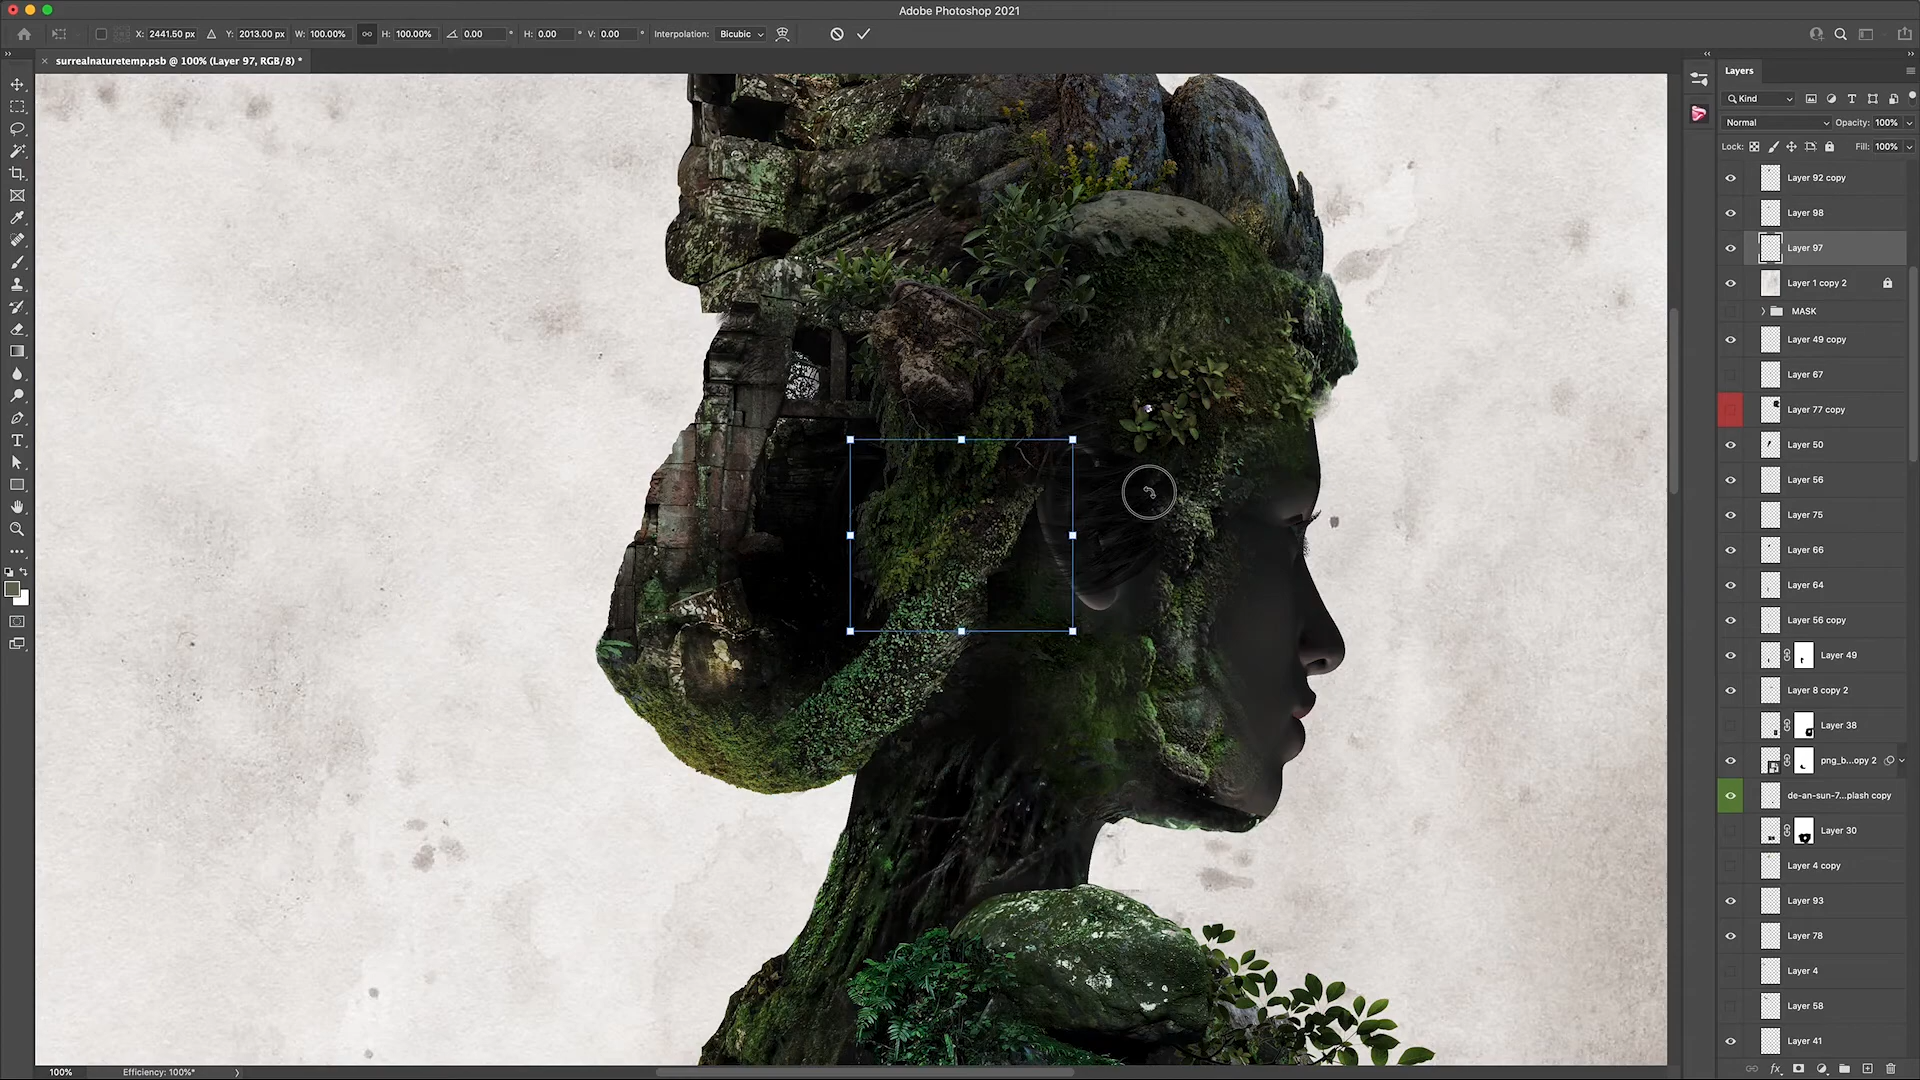 Adobe Photoshop 2021
X: 2441.50 px Y: 2013.00 px W: 100.00% H: 100.00% 0.00 ° H: 0.00 ° V: 0.00 ° Interpolation: Bicubic
× surrealnaturetemp.psb @ 100% (Layer 97, RGB/8) *
Layers
Kind
Normal Opacity: 100%
Lock: Fill: 100%
Layer 92 copy
Layer 98
Layer 97
Layer 1 copy 2
MASK
Layer 49 copy
Layer 67
Layer 77 copy
Layer 50
Layer 56
Layer 75
Layer 66
Layer 64
Layer 56 copy
Layer 49
Layer 8 copy 2
Layer 38
png_b...opy 2
de-an-sun-7...plash copy
Layer 30
Layer 4 copy
Layer 93
Layer 78
Layer 4
Layer 58
Layer 41
fx
100% Efficiency: 100%*